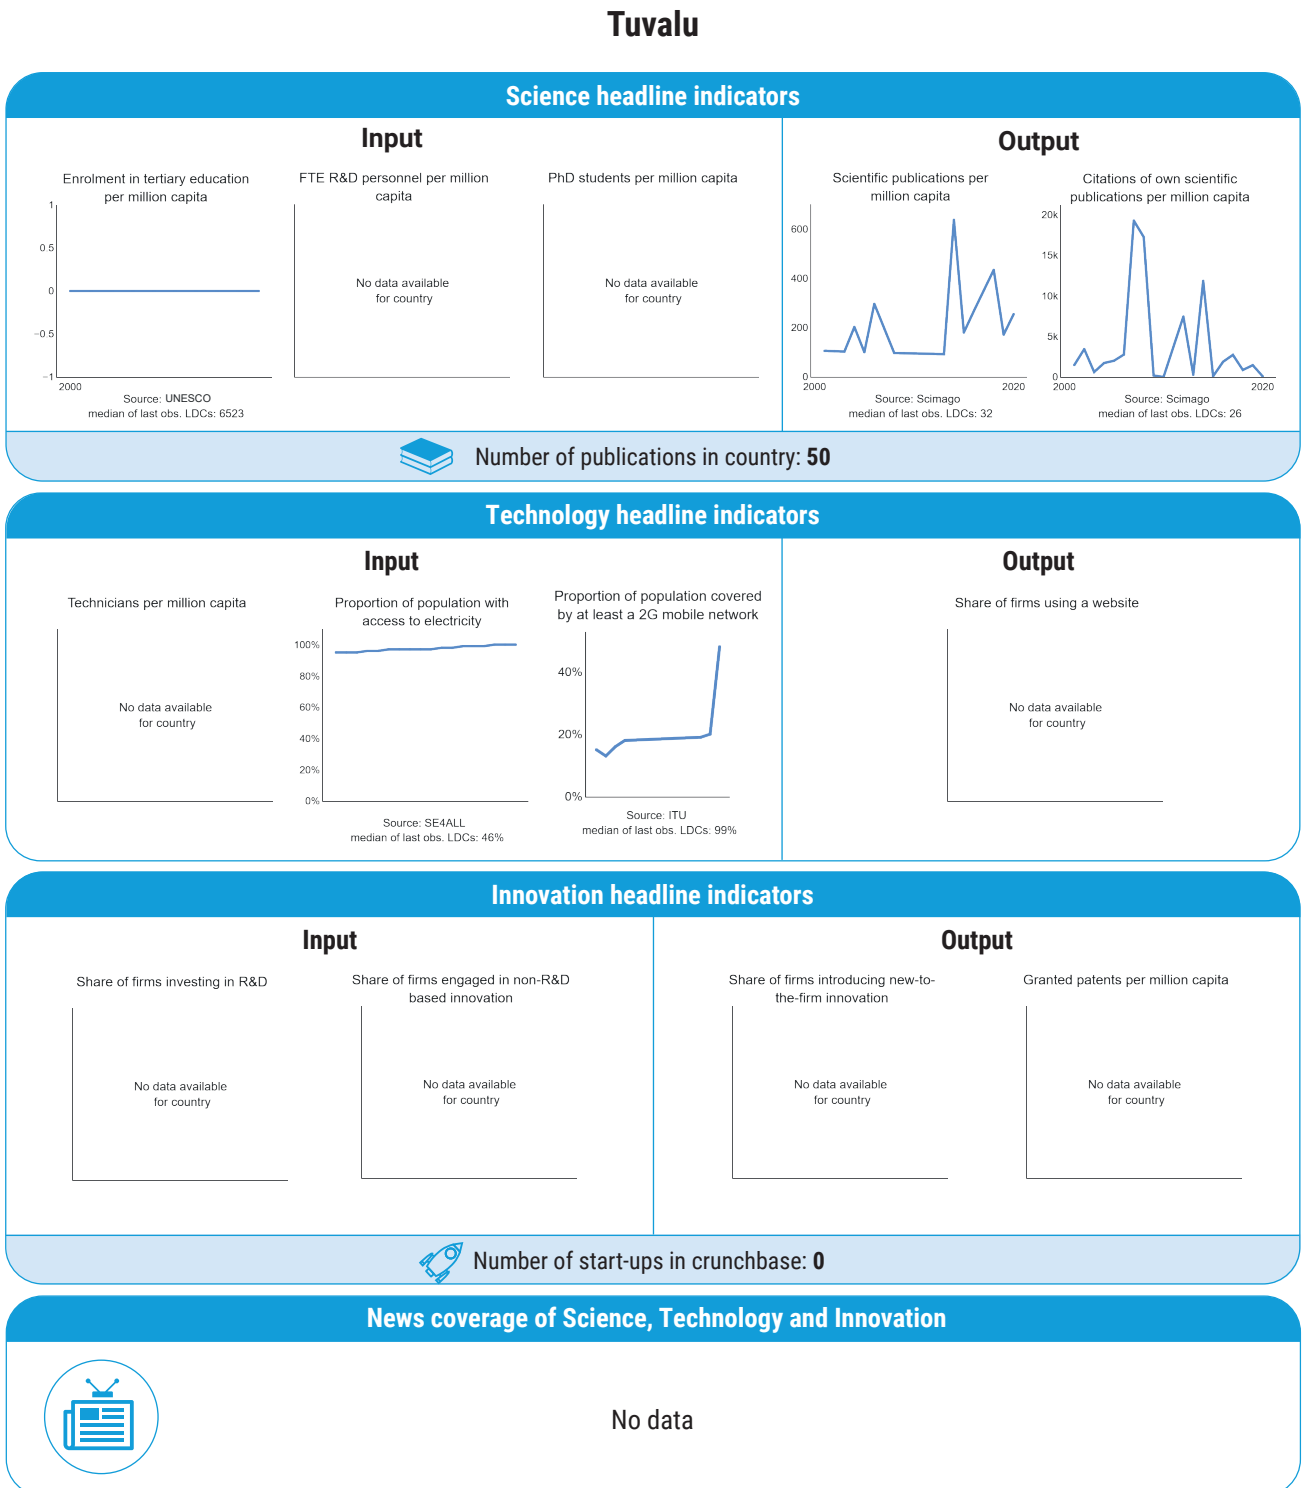 Tuvalu
Science headline indicators
Input
Enrolment in tertiary education
per million capita
1
0 5
0
−0 5
−1
2000
Source: UNESCO
median of last obs. LDCs: 6523
FTE R&D personnel per million
capita
No data available
for country
PhD students per million capita
No data available
for country
Output
Scientific publications per
million capita
600
400
200
0
2000
2020
Source: Scimago
median of last obs. LDCs: 32
Citations of own scientific
publications per million capita
20k
15k
10k
5k
0
2000
2020
Source: Scimago
median of last obs. LDCs: 26
Number of publications in country: 50
Technology headline indicators
Input
Technicians per million capita
No data available
for country
Proportion of population with
access to electricity
100%
80%
60%
40%
20%
0%
Source: SE4ALL
median of last obs. LDCs: 46%
Proportion of population covered
by at least a 2G mobile network
40%
20%
0%
Source: ITU
median of last obs. LDCs: 99%
Output
Share of firms using a website
No data available
for country
Innovation headline indicators
Input
Share of firms investing in R&D
No data available
for country
Share of firms engaged in non-R&D
based innovation
No data available
for country
Output
Share of firms introducing new-to-
the-firm innovation
No data available
for country
Granted patents per million capita
No data available
for country
Number of start-ups in crunchbase: 0
News coverage of Science, Technology and Innovation
No data